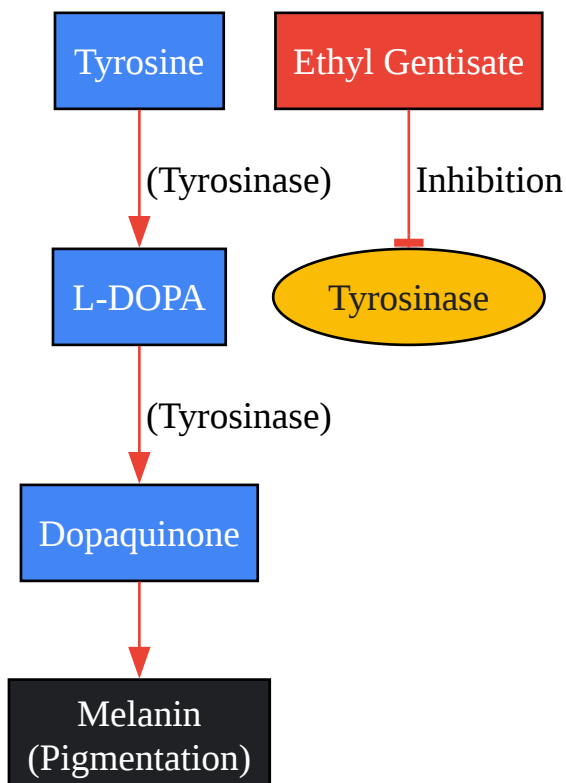 Tyrosine
Ethyl Gentisate
(Tyrosinase)
Inhibition
L-DOPA
Tyrosinase
(Tyrosinase)
Dopaquinone
Melanin
(Pigmentation)